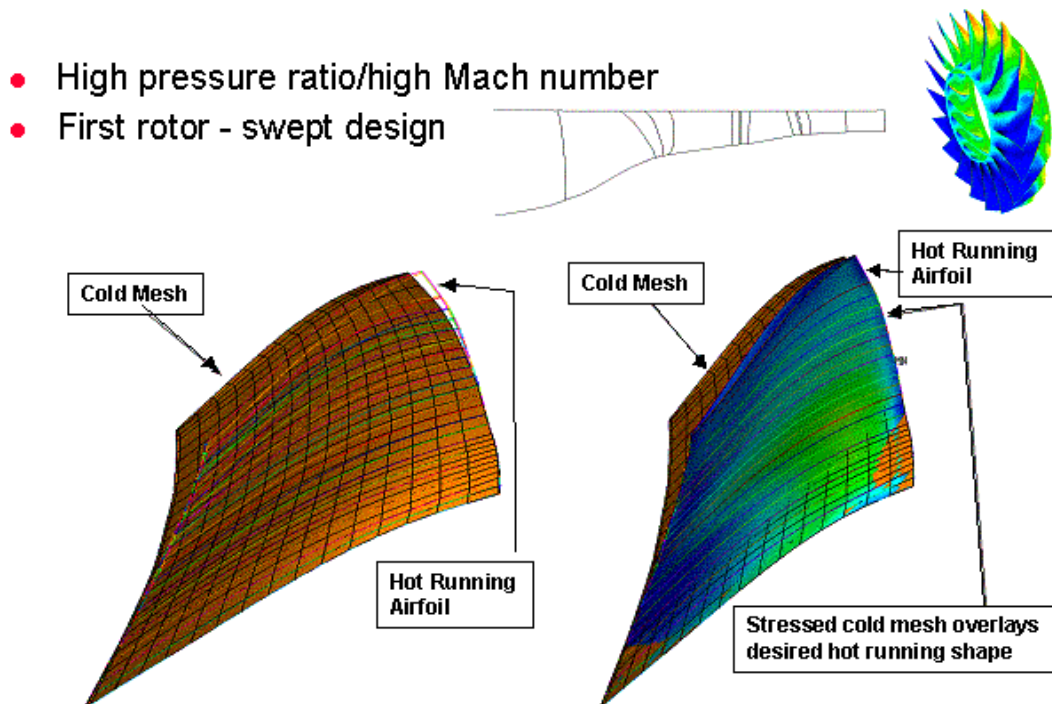 High pressure ratio/high Mach number
First rotor - swept design
Cold Mesh
Hot Running
Airfoil
Cold Mesh
Hot Running
Airfoil
Stressed cold mesh overlays
desired hot running shape